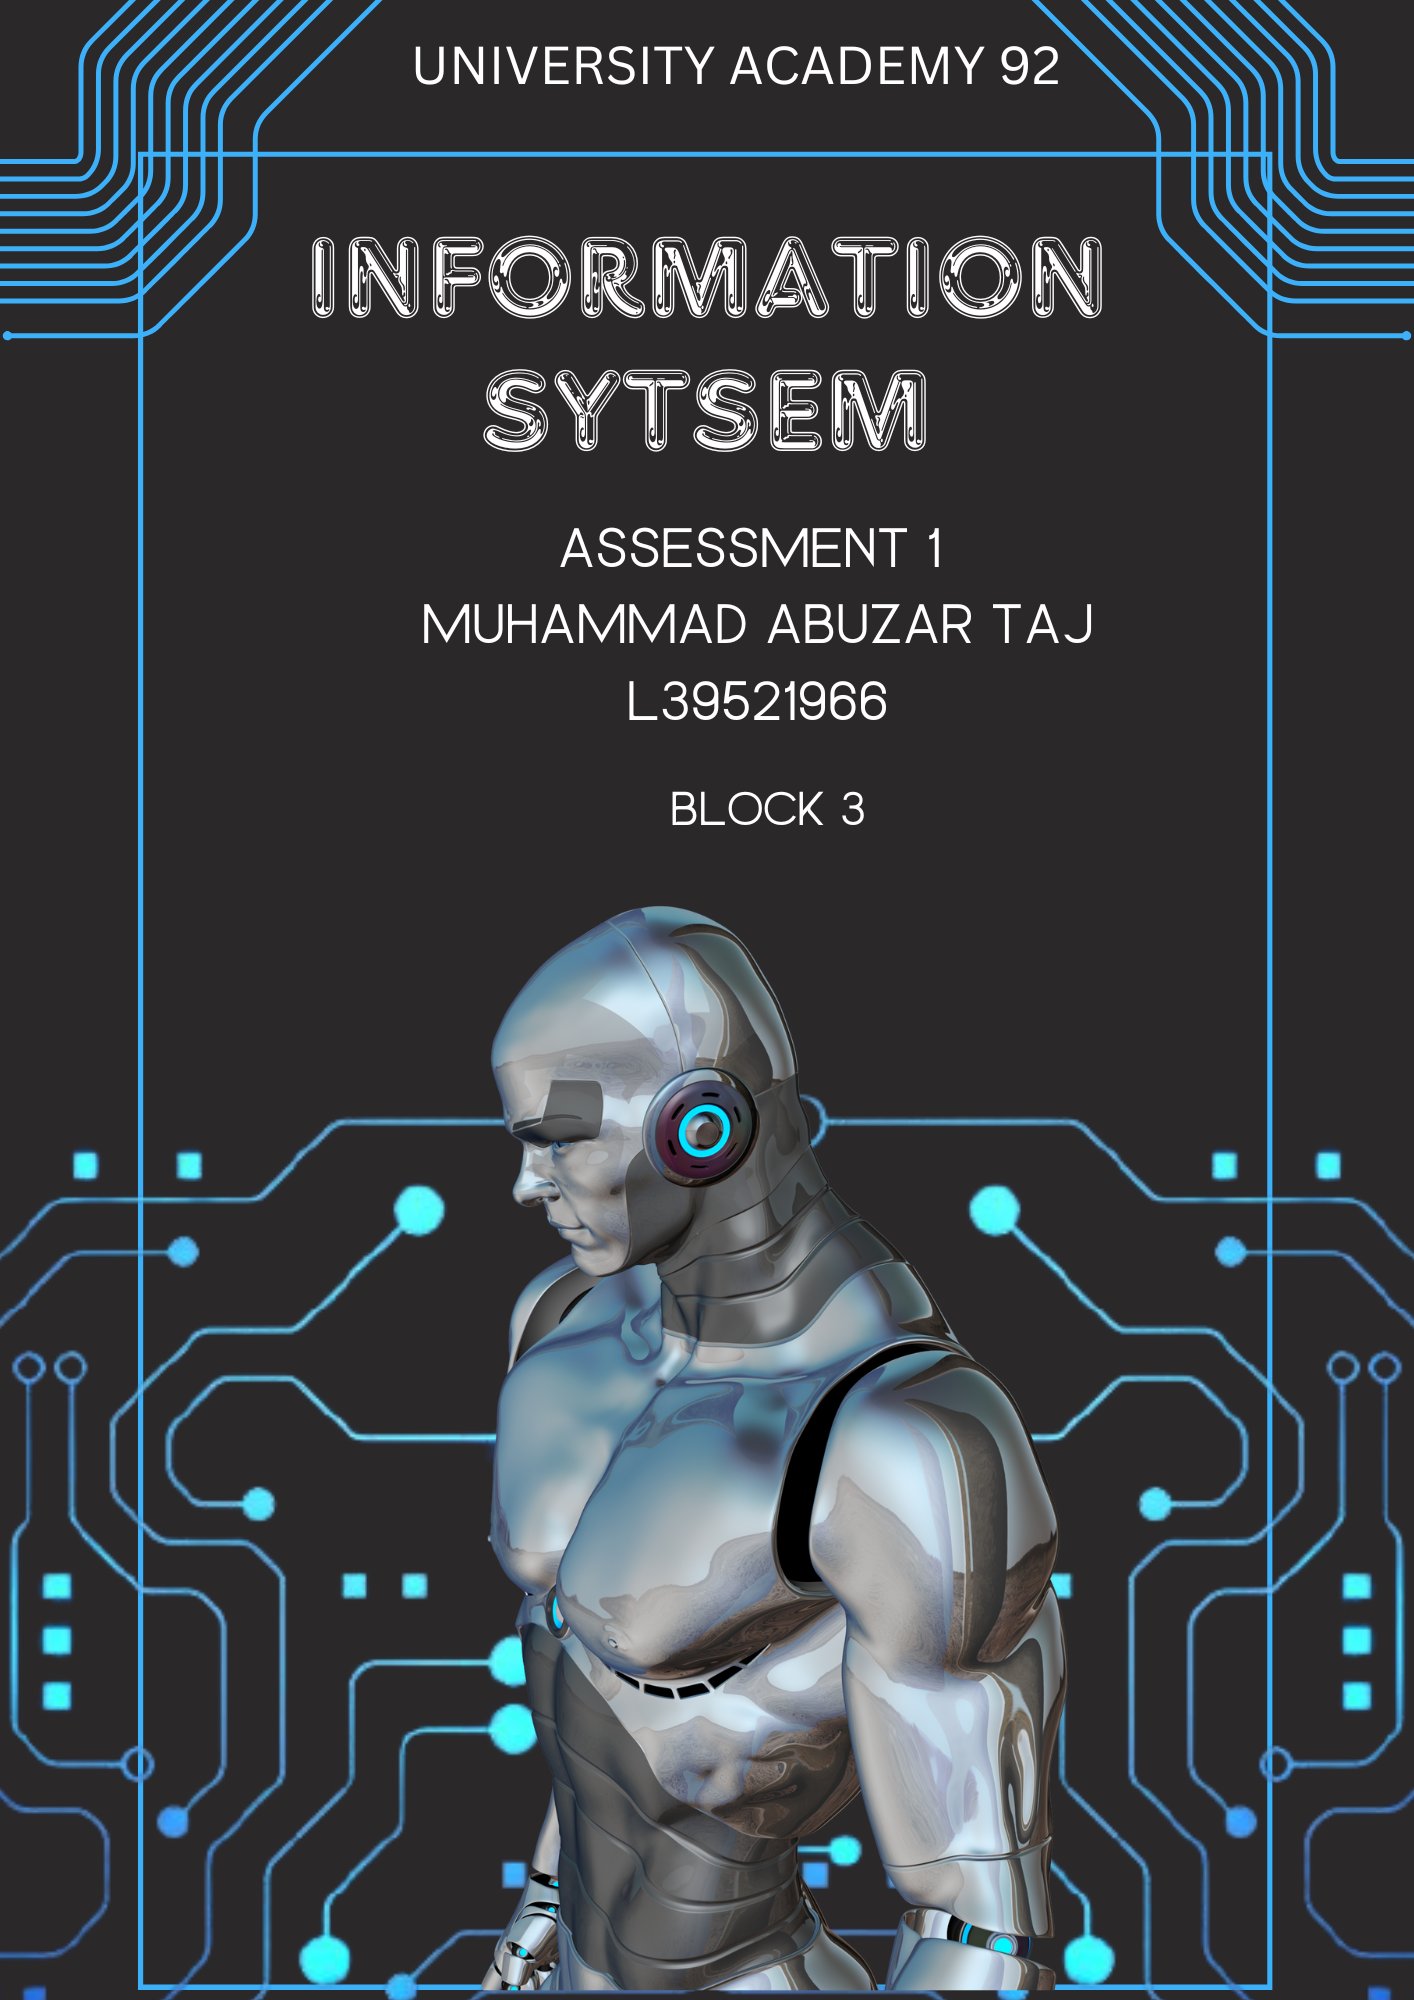 UNIVERSITY ACADEMY 92
INFORMATION
SYTSEM
ASSESSMENT 1
MUHAMMAD ABUZAR TAJ
L39521966
BLOCK 3